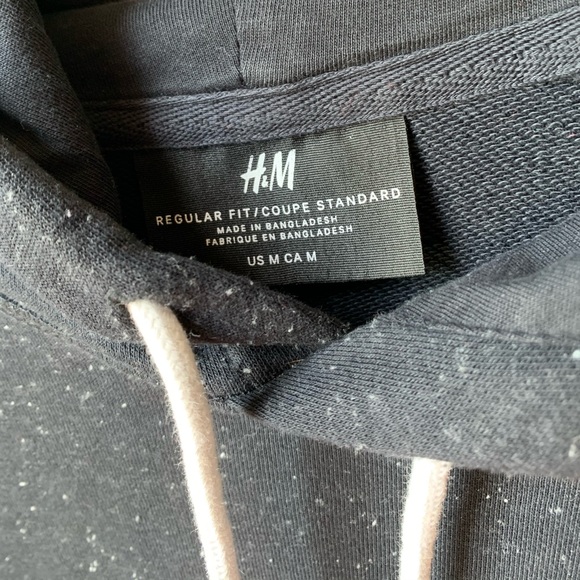 H&M
REGULAR FIT/COUPE STANDARD
MADE IN BANGLADESH
FABRIQUE EN BANGLADESH
US M CA M